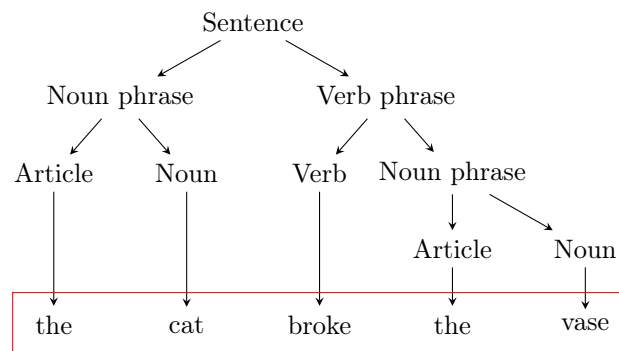 Sentence
Noun phrase Verb phrase
Article Noun Verb Noun phrase
Article Noun
the cat broke the vase